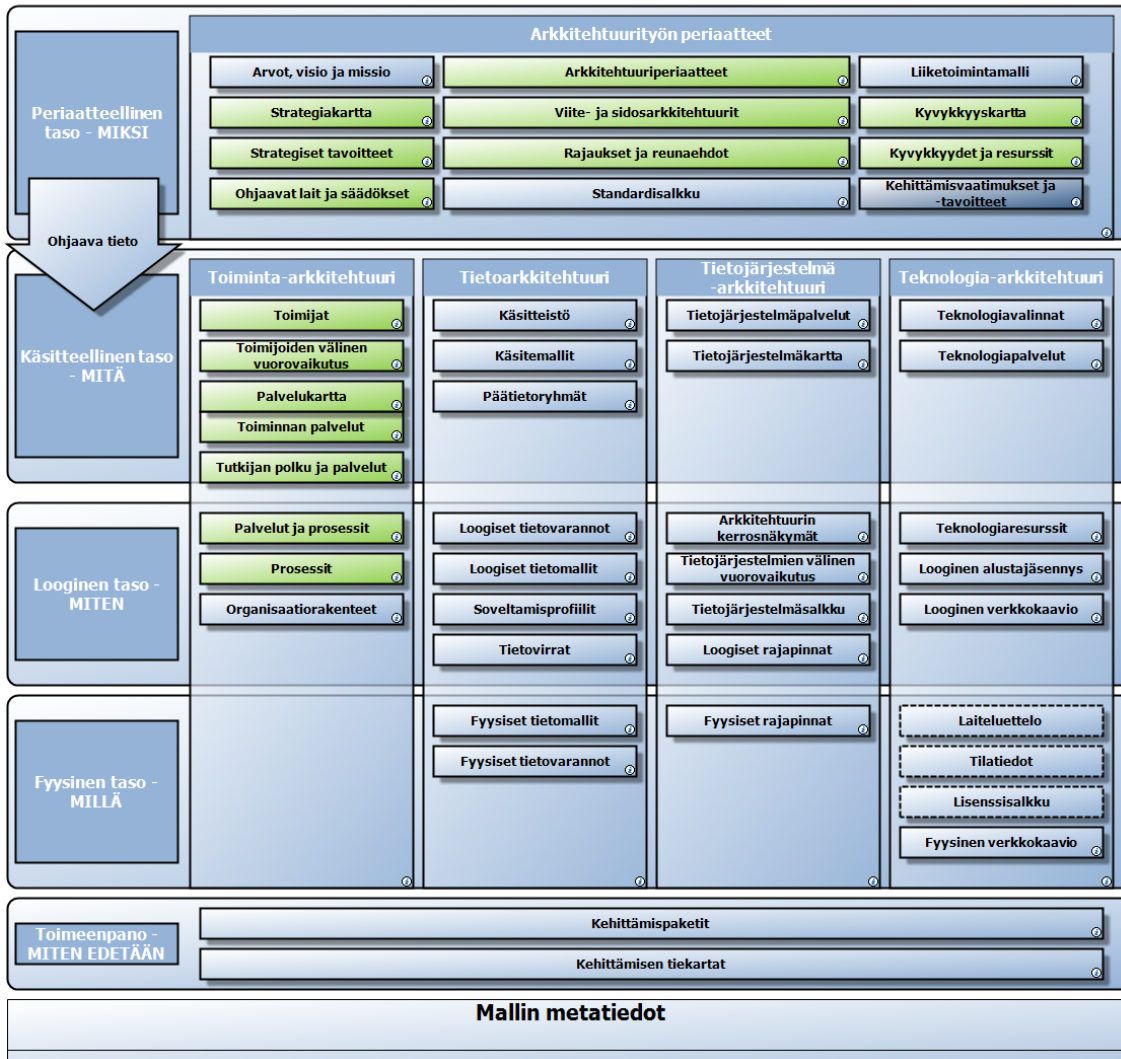 Arkkitehtuurityön periaatteet
Periaatteellinen
taso - MIKSI
Arvot, visio ja missio
Arkkitehtuuriperiaatteet
Liiketoimintamalli
Strategiakartta
Viite- ja sidosarkkitehtuurit
Kyvykkyyskartta
Strategiset tavoitteet
Rajaukset ja reunaehdot
Kyvykkyydet ja resurssit
Ohjaavat lait ja säädökset
Standardisalkku
Kehittämisvaatimukset ja
-tavoitteet
Ohjaava tieto
Käsitteellinen taso
- MITÄ
Toiminta-arkkitehtuuri
Tietoarkkitehtuuri
Tietojärjestelmä
-arkkitehtuuri
Teknologia-arkkitehtuuri
Toimijat
Käsitteistö
Tietojärjestelmäpalvelut
Teknologiavalinnat
Toimijoiden välinen
vuorovaikutus
Käsitemallit
Tietojärjestelmäkartta
Teknologiapalvelut
Palvelukartta
Päätietoryhmät
Toiminnan palvelut
Tutkijan polku ja palvelut
Looginen taso -
MITEN
Palvelut ja prosessit
Loogiset tietovarannot
Arkkitehtuurin
kerrosnäkymät
Teknologiaresurssit
Prosessit
Loogiset tietomallit
Tietojärjestelmien välinen
vuorovaikutus
Looginen alustajäsennys
Organisaatiorakenteet
Soveltamisprofiilit
Tietojärjestelmäsalkku
Looginen verkkokaavio
Tietovirrat
Loogiset rajapinnat
Fyysinen taso -
MILLÄ
Fyysiset tietomallit
Fyysiset rajapinnat
Laiteluettelo
Fyysiset tietovarannot
Tilatiedot
Lisenssisalkku
Fyysinen verkkokaavio
Toimeenpano -
MITEN EDETÄÄN
Kehittämispaketit
Kehittämisen tiekartat
Mallin metatiedot